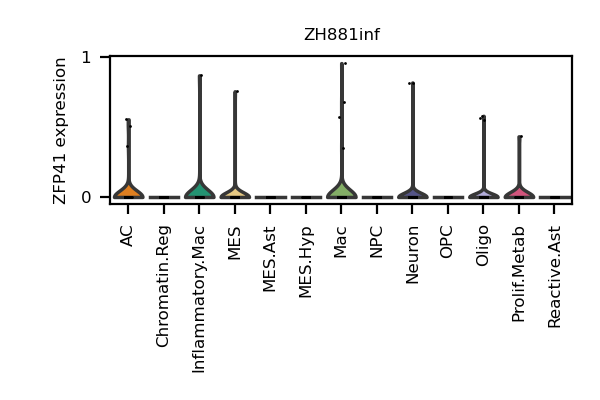 ZH881inf
ZFP41 expression
1
0
AC
Chromatin.Reg
Inflammatory.Mac
MES
MES.Ast
MES.Hyp
Mac
NPC
Neuron
OPC
Oligo
Prolif.Metab
Reactive.Ast